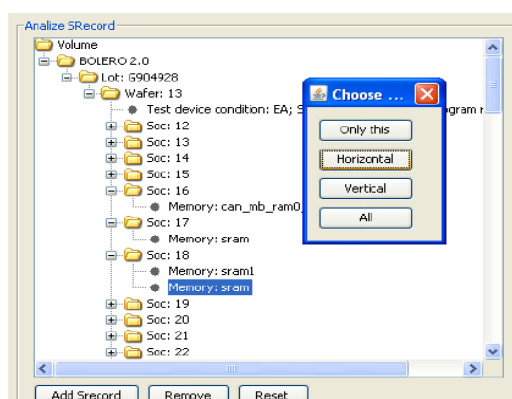 Analize SRecord
Volume
BOLERO 2.0
Lot: G904928
Wafer: 13
Test device condition: EA; S
ogram r
Soc: 12
Soc: 13
Soc: 14
Soc: 15
Soc: 16
Memory: can_mb_ram0_
Soc: 17
Memory: sram
Soc: 18
Memory: sram1
Memory: sram
Soc: 19
Soc: 20
Soc: 21
Soc: 22
Choose ...
Only this
Horizontal
Vertical
All
Add Srecord
Remove
Reset